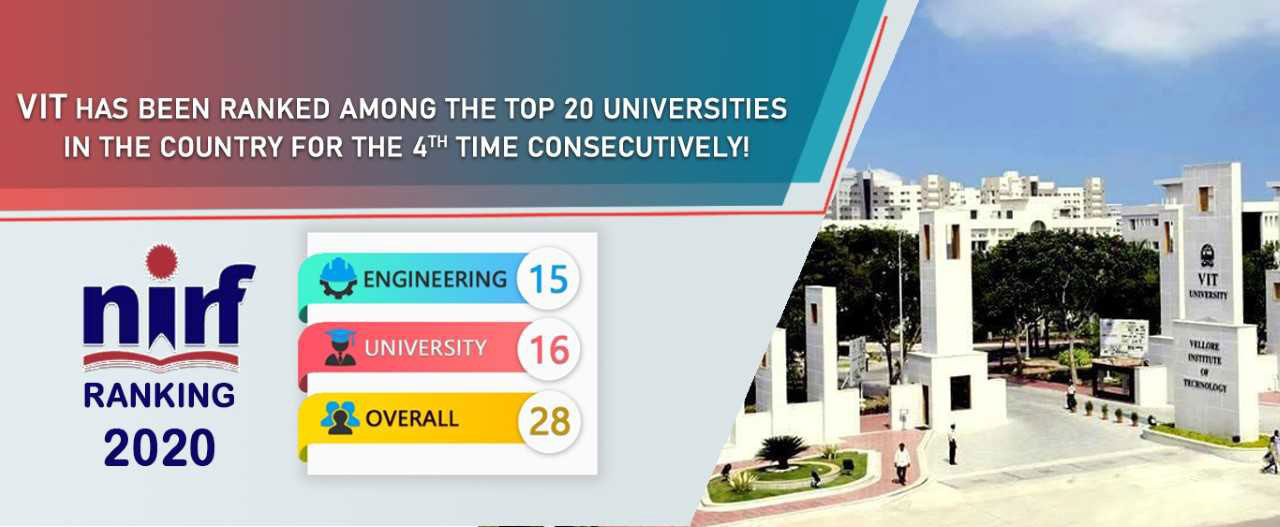 VIT HAS BEEN RANKED AMONG THE TOP 20 UNIVERSITIES
IN THE COUNTRY FOR THE 4TH TIME CONSECUTIVELY!
nirf
RANKING
2020
ENGINEERING 15
UNIVERSITY 16
OVERALL 28
VIT
UNIVERSITY
VELLORE
INSTITUTE
OF
TECHNOLOGY